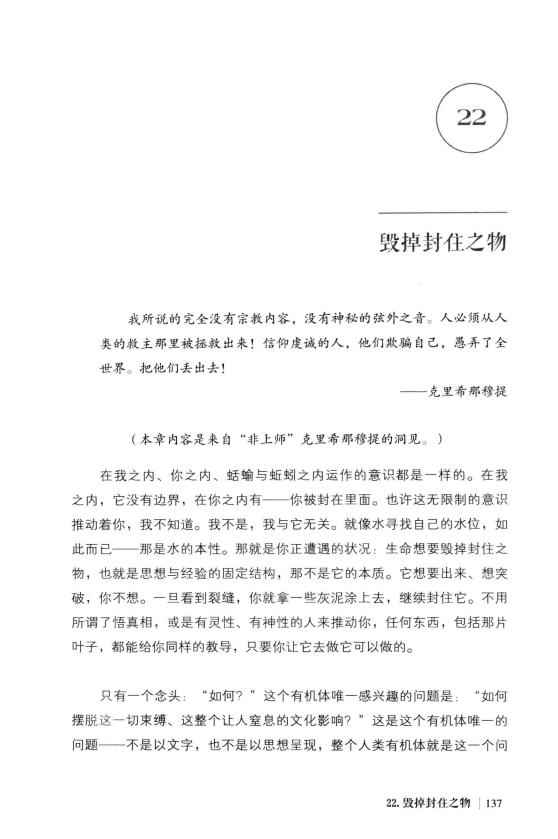 22
毁掉封住之物
我所说的完全没有宗教内容，没有神秘的弦外之音。人必须从人
类的救主那里被拯救出来！信仰虔诚的人，他们欺骗自己，愚弄了全
世界。把他们丢出去！
——克里希那穆提
（本章内容是来自“非上师”克里希那穆提的洞见。）
在我之内、你之内、蛞蝓与蚯蚓之内运作的意识都是一样的。在我
之内，它没有边界，在你之内有——你被封在里面。也许这无限制的意识
推动着你，我不知道。我不是，我与它无关。就像水寻找自己的水位，如
此而已——那是水的本性。那就是你正遭遇的状况：生命想要毁掉封住之
物，也就是思想与经验的固定结构，那不是它的本质。它想要出来、想突
破，你不想。一旦看到裂缝，你就拿一些灰泥涂上去，继续封住它。不用
所谓了悟真相，或是有灵性、有神性的人来推动你，任何东西，包括那片
叶子，都能给你同样的教导，只要你让它去做它可以做的。
只有一个念头：“如何？”这个有机体唯一感兴趣的问题是：“如何
摆脱这一切束缚、这整个让人窒息的文化影响？”这是这个有机体唯一的
问题——不是以文字，也不是以思想呈现，整个人类有机体就是这一个问
22. 毁掉封住之物 | 137